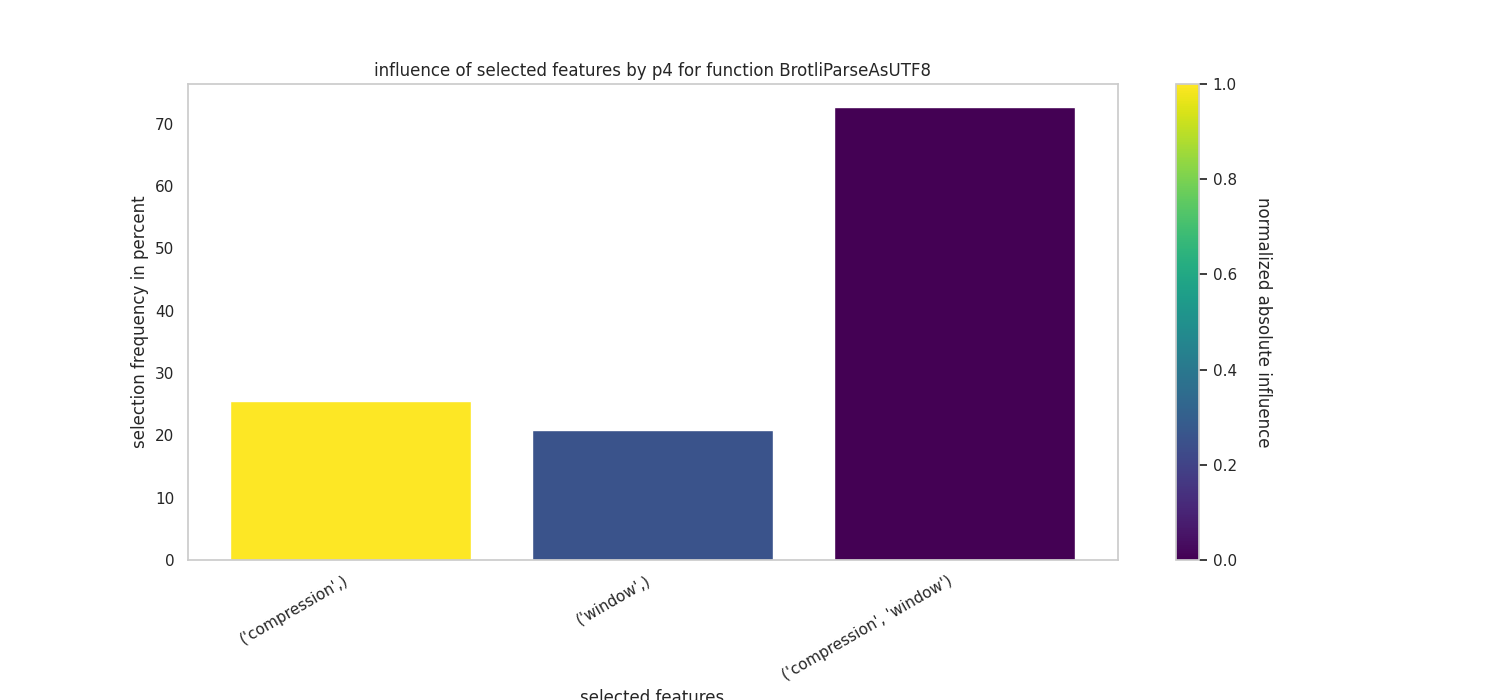 influence of selected features by p4 for function BrotliParseAsUTF8
selection frequency in percent
70
60
50
40
30
20
10
0
('compression',)
('window',)
('compression', 'window')
selected features
1.0
0.8
0.6
0.4
0.2
0.0
normalized absolute influence